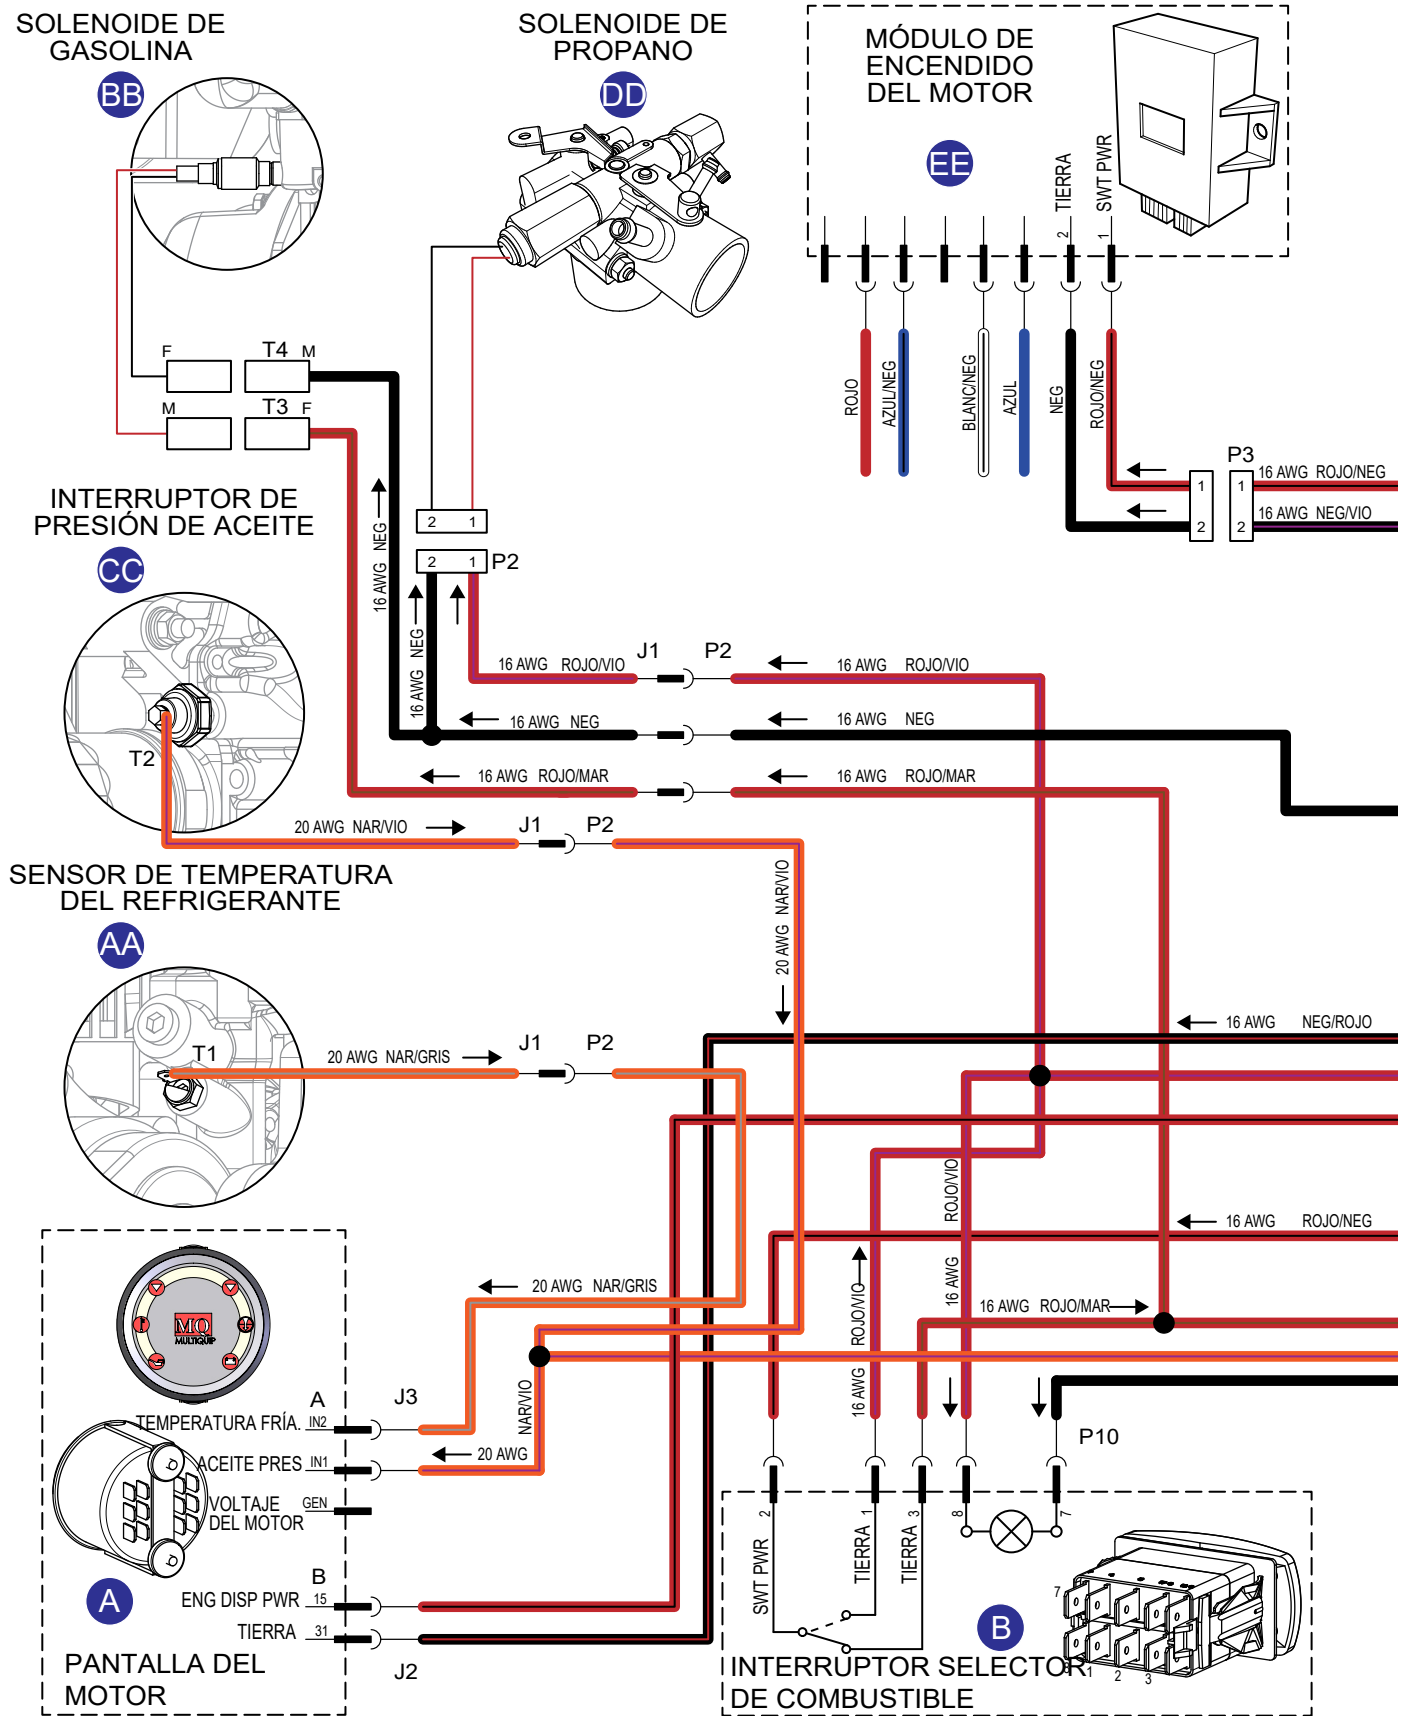 SOLENOIDE DE
GASOLINA
BB
SOLENOIDE DE
PROPANO
DD
MÓDULO DE
ENCENDIDO
DEL MOTOR
EE
TIERRA
2
SWT PWR
1
F
T4 M
M
T3 F
ROJO
AZUL/NEG
BLANC/NEG
AZUL
NEG
ROJO/NEG
P3
1
1
16 AWG ROJO/NEG
2
2
16 AWG NEG/VIO
INTERRUPTOR DE
PRESIÓN DE ACEITE
CC
16 AWG NEG
2 1
2 1
P2
16 AWG NEG
16 AWG ROJO/VIO
J1
P2
16 AWG ROJO/VIO
16 AWG NEG
16 AWG NEG
16 AWG ROJO/MAR
16 AWG ROJO/MAR
T2
20 AWG NAR/VIO
J1
P2
20 AWG NAR/VIO
SENSOR DE TEMPERATURA
DEL REFRIGERANTE
AA
T1
20 AWG NAR/GRIS
J1
P2
16 AWG NEG/ROJO
16 AWG ROJO/VIO
16 AWG ROJO/NEG
16 AWG ROJO/VIO
20 AWG NAR/GRIS
16 AWG ROJO/MAR
MQ
MULTIQUIP
NAR/VIO
20 AWG
A
J3
TEMPERATURA FRÍA. IN2
ACEITE PRES IN1
VOLTAJE
DEL MOTOR
GEN
B
ENG DISP PWR 15
TIERRA 31
J2
A
PANTALLA DEL
MOTOR
P10
2
SWT PWR
TIERRA 1
TIERRA 3
8
7
7
1
2
3
B
INTERRUPTOR SELECTOR
DE COMBUSTIBLE